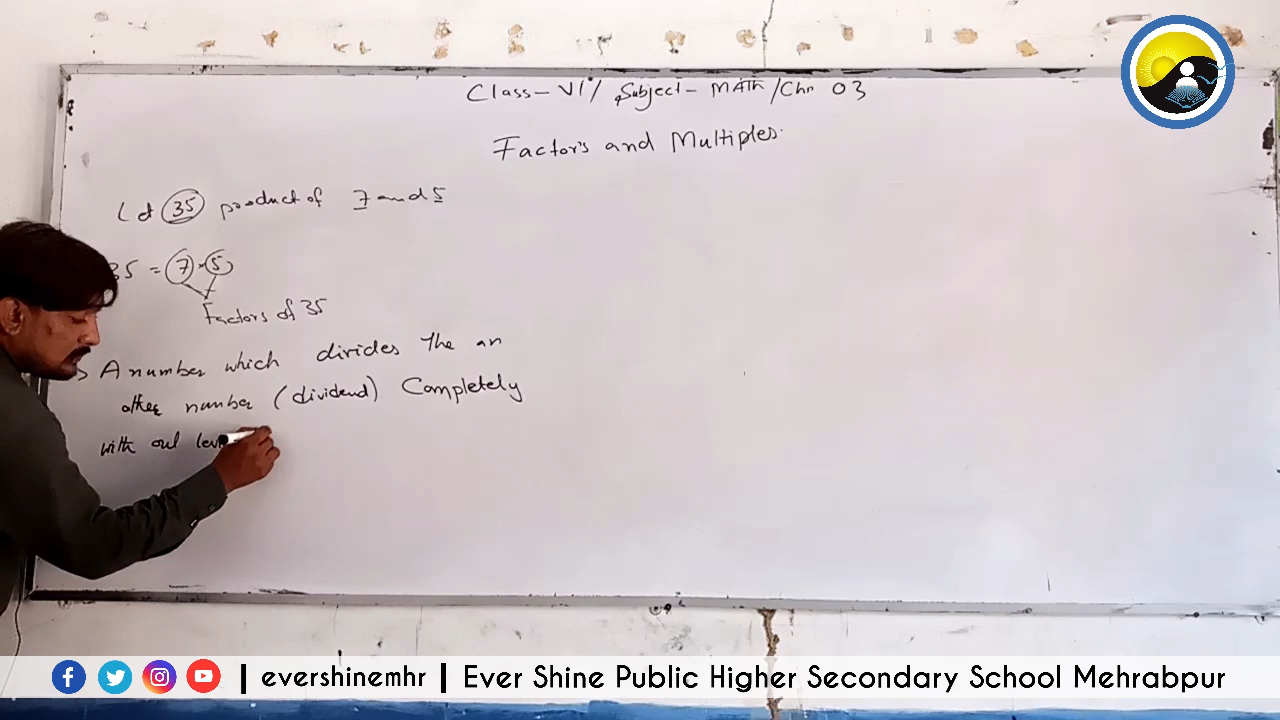 Class-VI/ Subject- MATH/Chr 03
Factors and Multiples.
Let 35 product of 7 and 5
35 = 7 × 5
Factors of 35
A number which divides the an
other number (dividend) Completely
with out lev
| evershinemhr | Ever Shine Public Higher Secondary School Mehrabpur